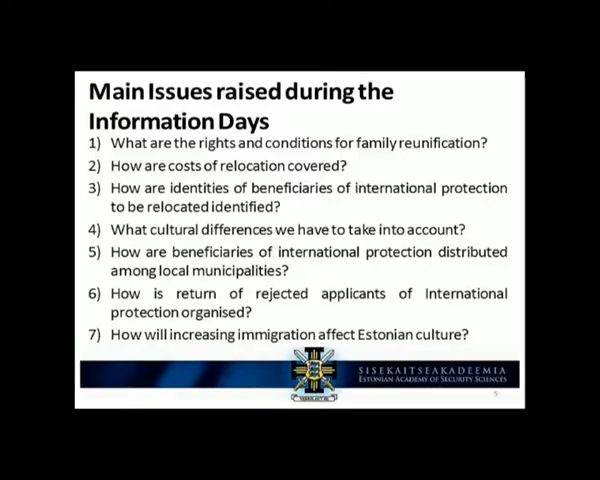 Main Issues raised during the
Information Days
1) What are the rights and conditions for family reunification?
2) How are costs of relocation covered?
3) How are identities of beneficiaries of international protection
to be relocated identified?
4) What cultural differences we have to take into account?
5) How are beneficiaries of international protection distributed
among local municipalities?
6) How is return of rejected applicants of International
protection organised?
7) How will increasing immigration affect Estonian culture?
SISEKAITSEAKADEEMIA
ESTONIAN ACADEMY OF SECURITY SCIENCES
5